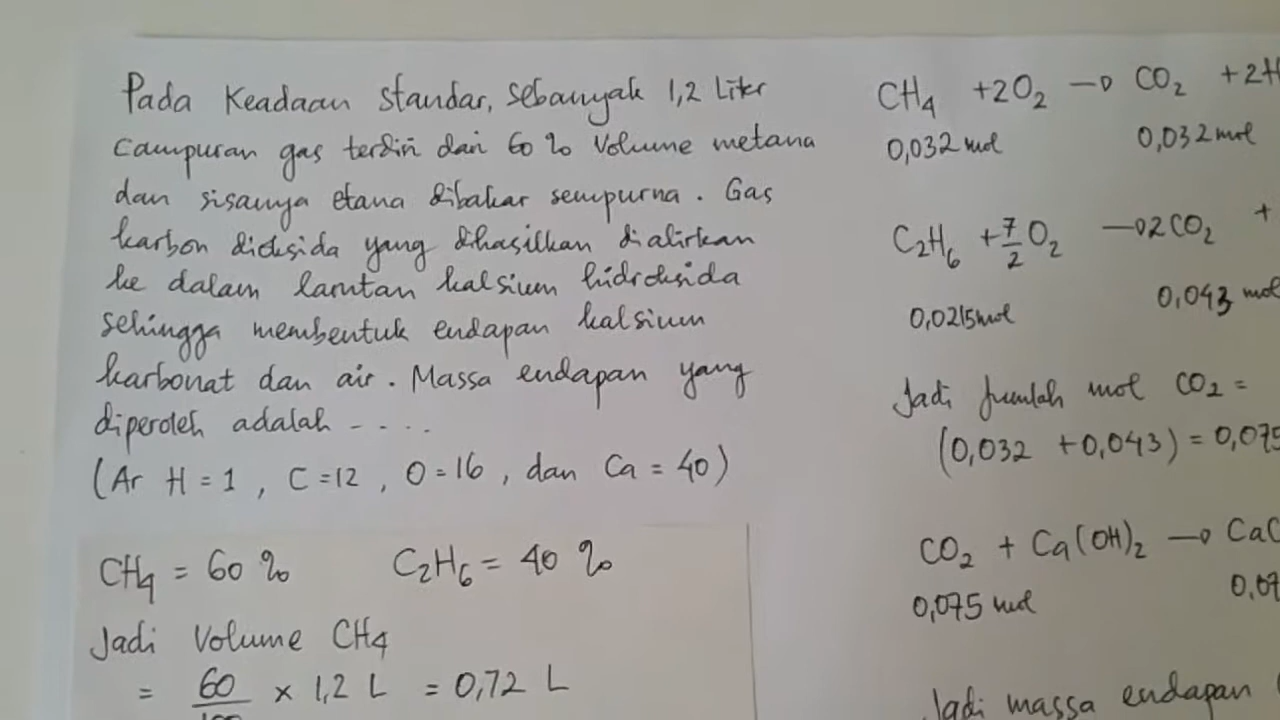 Pada Keadaan standar, sebanyak 1,2 Liter
campuran gas terdiri dari 60 % Volume metana
dan sisanya etana dibakar sempurna. Gas
karbon dioksida yang dihasilkan dialirkan
ke dalam larutan kalsium hidroksida
sehingga membentuk endapan kalsium
karbonat dan air. Massa endapan yang
diperoleh adalah ....
(Ar H = 1, C = 12, O = 16, dan Ca = 40)
CH4 = 60 % C2H6 = 40 %
Jadi Volume CH4
= 60/100 x 1,2 L = 0,72 L
CH4 + 2O2 → CO2 + 2H
0,032 mol 0,032 mol
C2H6 + 7/2 O2 → 2CO2 +
0,0215 mol 0,043 mol
Jadi Jumlah mol CO2 =
(0,032 + 0,043) = 0,075
CO2 + Ca(OH)2 → CaC
0,075 mol 0,07
Jadi massa endapan